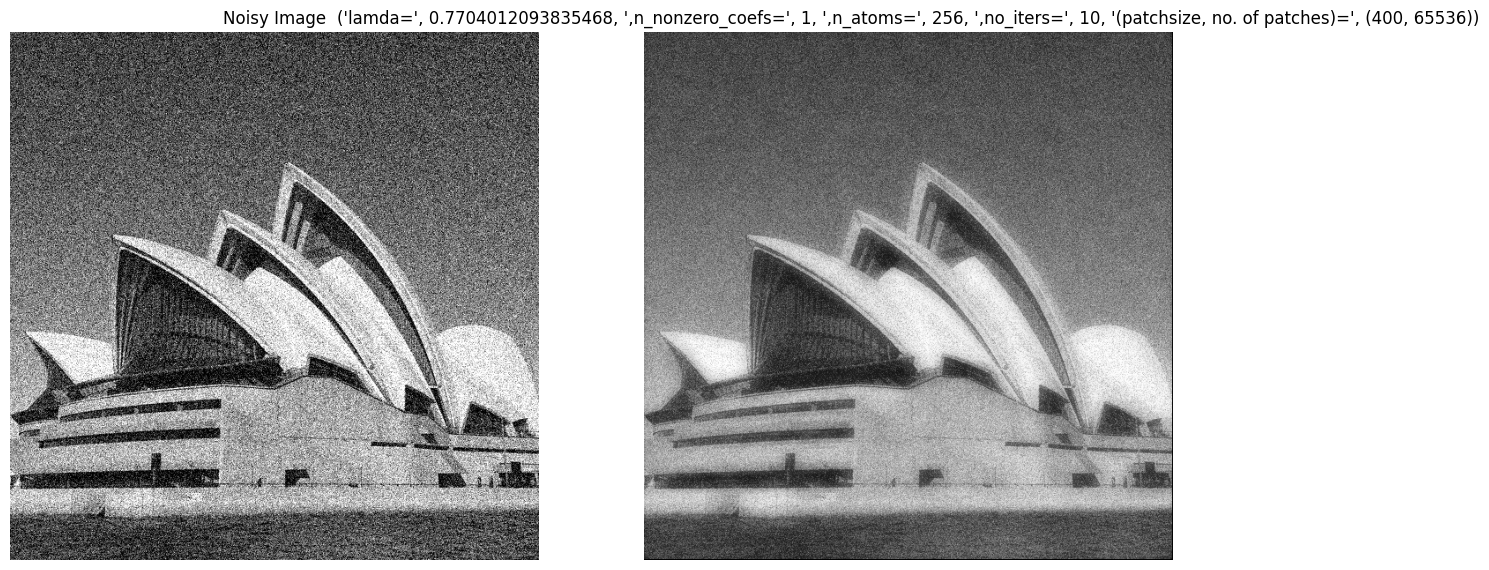 Noisy Image  ('lamda=', 0.7704012093835468, ',n_nonzero_coefs=', 1, ',n_atoms=', 256, ',no_iters=', 10, '(patchsize, no. of patches)=', (400, 65536))